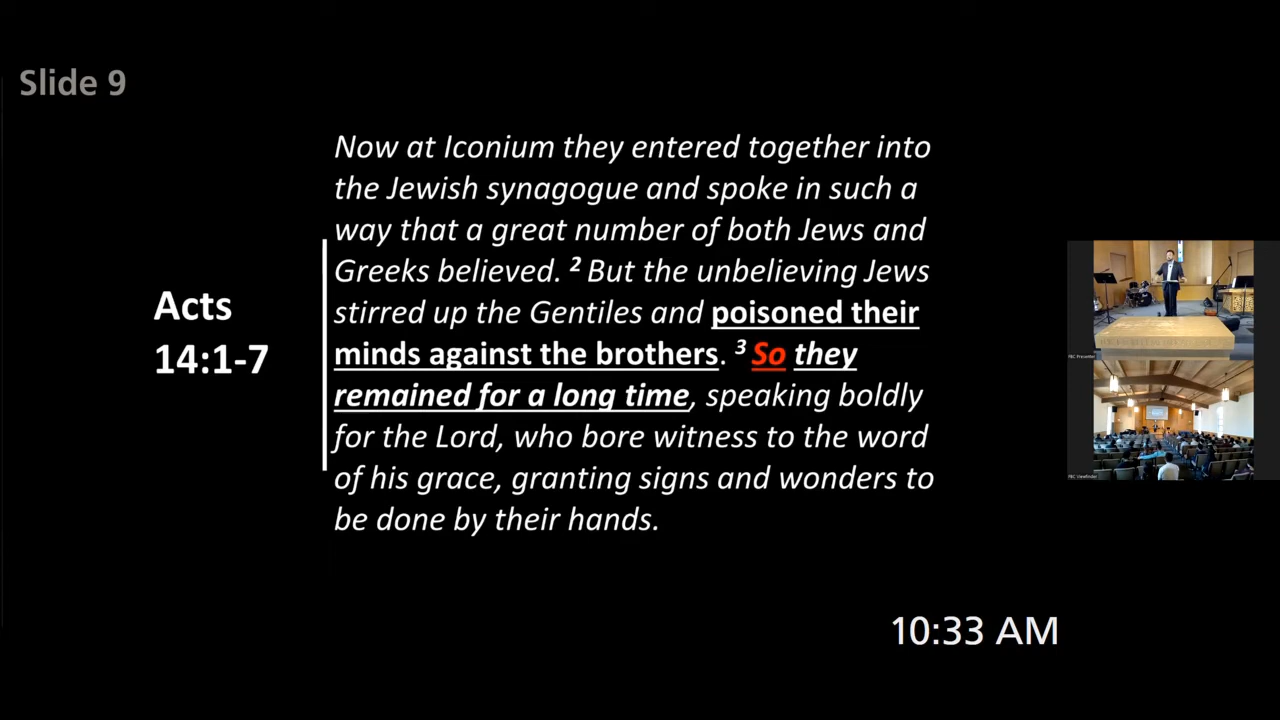 Slide 9
Now at Iconium they entered together into
the Jewish synagogue and spoke in such a
way that a great number of both Jews and
Greeks believed. 2 But the unbelieving Jews
stirred up the Gentiles and poisoned their
minds against the brothers. 3 So they
remained for a long time, speaking boldly
for the Lord, who bore witness to the word
of his grace, granting signs and wonders to
be done by their hands.
Acts
14:1-7
10:33 AM